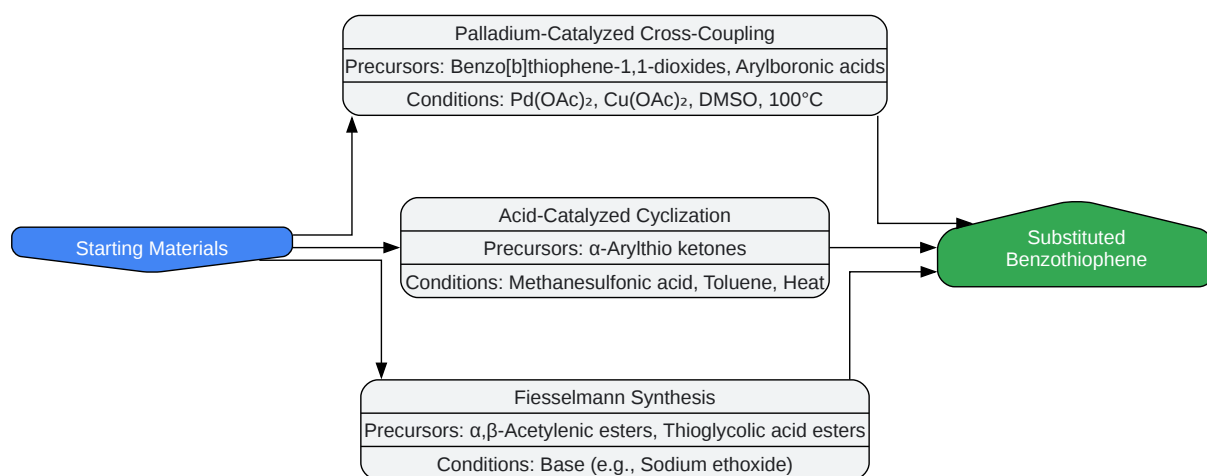 Palladium-Catalyzed Cross-Coupling
Precursors: Benzo[b]thiophene-1,1-dioxides, Arylboronic acids
Conditions: Pd(OAc)₂, Cu(OAc)₂, DMSO, 100°C
Starting Materials
Acid-Catalyzed Cyclization
Precursors: α-Arylthio ketones
Conditions: Methanesulfonic acid, Toluene, Heat
Substituted
Benzothiophene
Fiesselmann Synthesis
Precursors: α,β-Acetylenic esters, Thioglycolic acid esters
Conditions: Base (e.g., Sodium ethoxide)